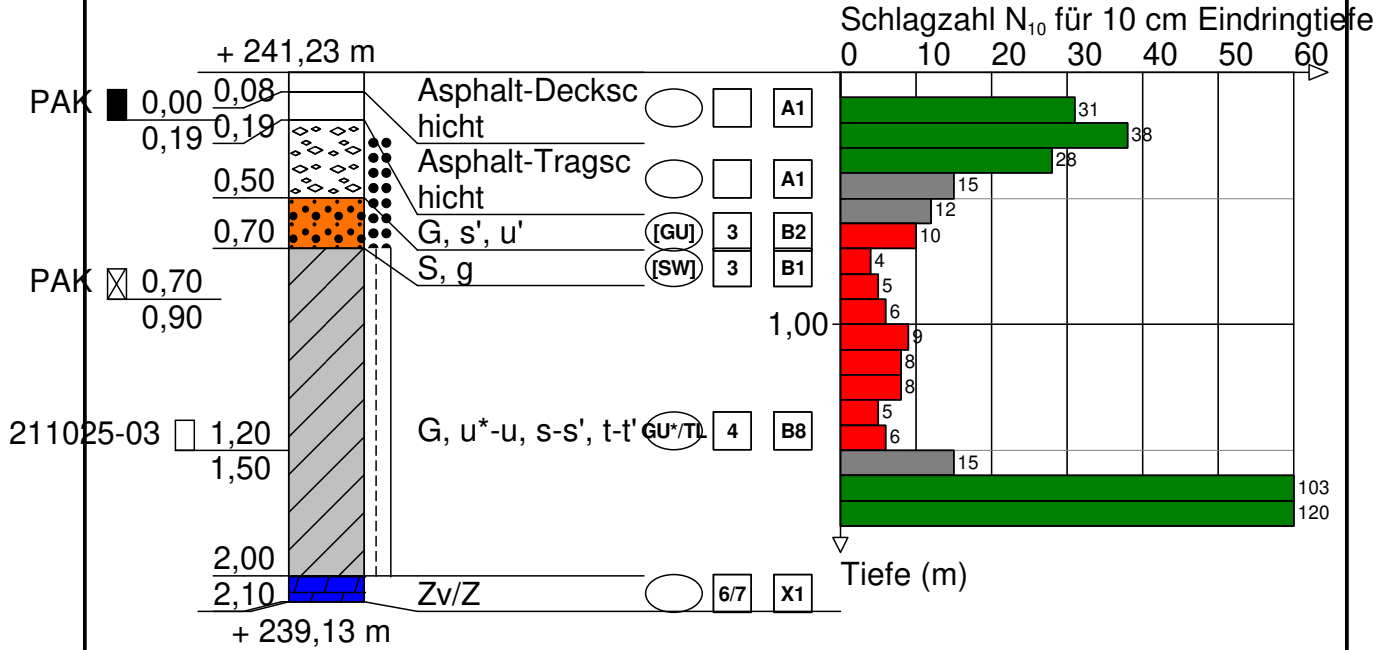 Schlagzahl N₁₀ für 10 cm Eindringtiefe
+ 241,23 m
0 10 20 30 40 50 60
PAK 0,00
0,19
0,08
0,19
0,50
0,70
Asphalt-Decksc
hicht
A1
Asphalt-Tragsc
hicht
A1
G, s', u' [GU] 3 B2
S, g [SW] 3 B1
PAK 0,70
0,90
211025-03 1,20
1,50
G, u*-u, s-s', t-t' GU*/TL 4 B8
2,00
2,10
Zv/Z 6/7 X1
+ 239,13 m
31
38
28
15
12
10
4
5
6
1,00
9
8
8
5
6
15
103
120
Tiefe (m)